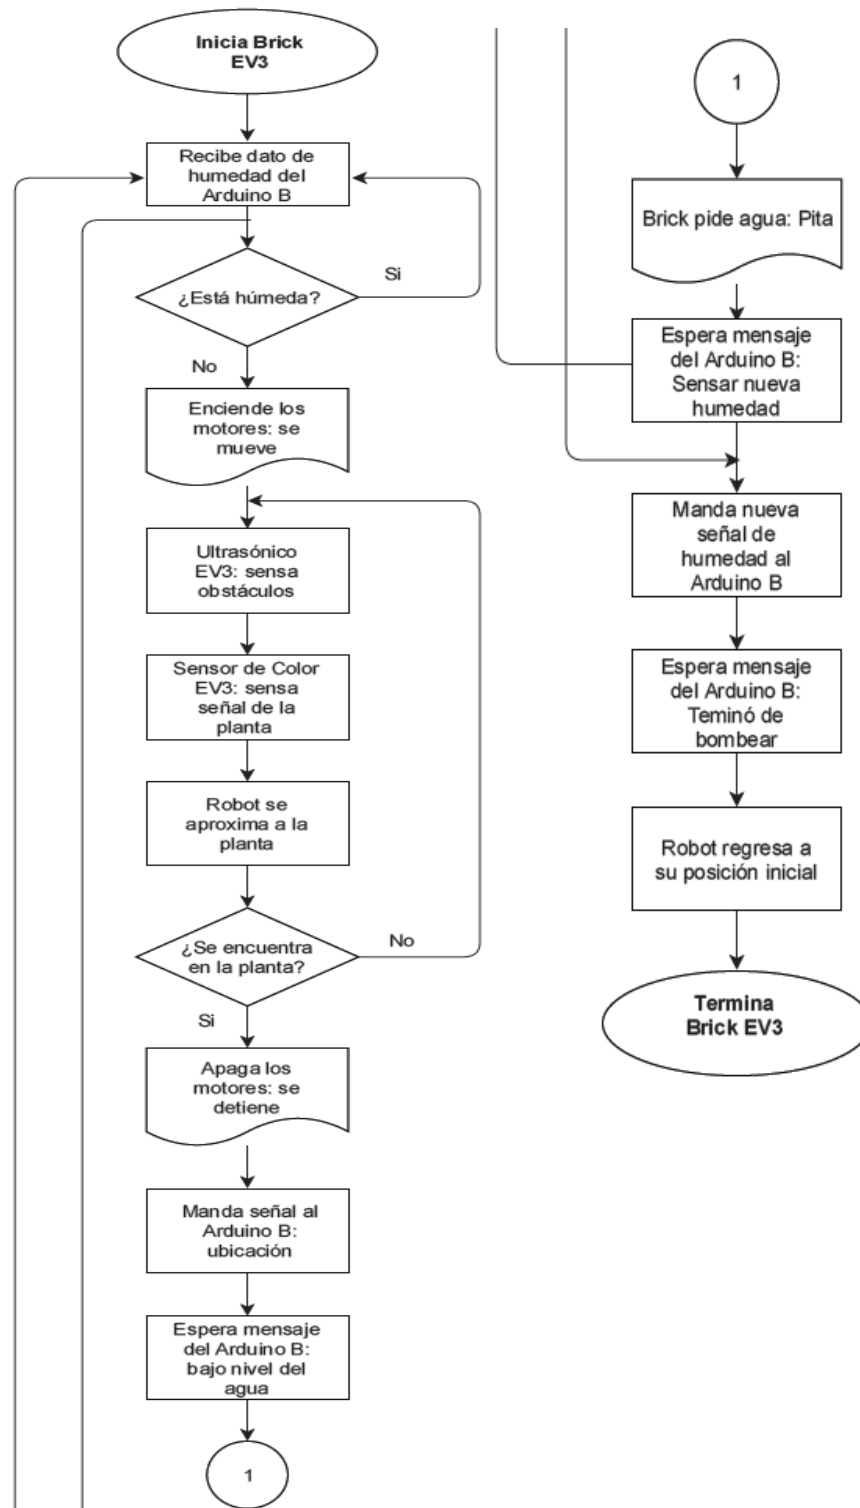 Inicia Brick
EV3
Recibe dato de
humedad del
Arduino B
Si
¿Está húmeda?
No
Enciende los
motores: se
mueve
Ultrasónico
EV3: sensa
obstáculos
Sensor de Color
EV3: sensa
señal de la
planta
Robot se
aproxima a la
planta
¿Se encuentra
en la planta?
No
Si
Apaga los
motores: se
detiene
Manda señal al
Arduino B:
ubicación
Espera mensaje
del Arduino B:
bajo nivel del
agua
1
1
Brick pide agua: Pita
Espera mensaje
del Arduino B:
Sensar nueva
humedad
Manda nueva
señal de
humedad al
Arduino B
Espera mensaje
del Arduino B:
Teminó de
bombear
Robot regresa a
su posición inicial
Termina
Brick EV3